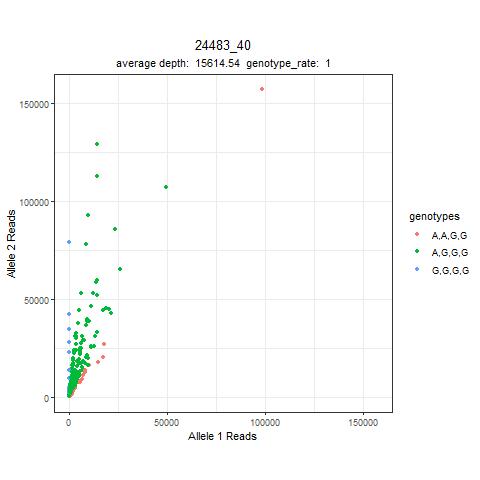 24483_40
average depth:  15614.54  genotype_rate:  1
150000
100000
50000
0
Allele 2 Reads
0
50000
100000
150000
Allele 1 Reads
genotypes
A,A,G,G
A,G,G,G
G,G,G,G